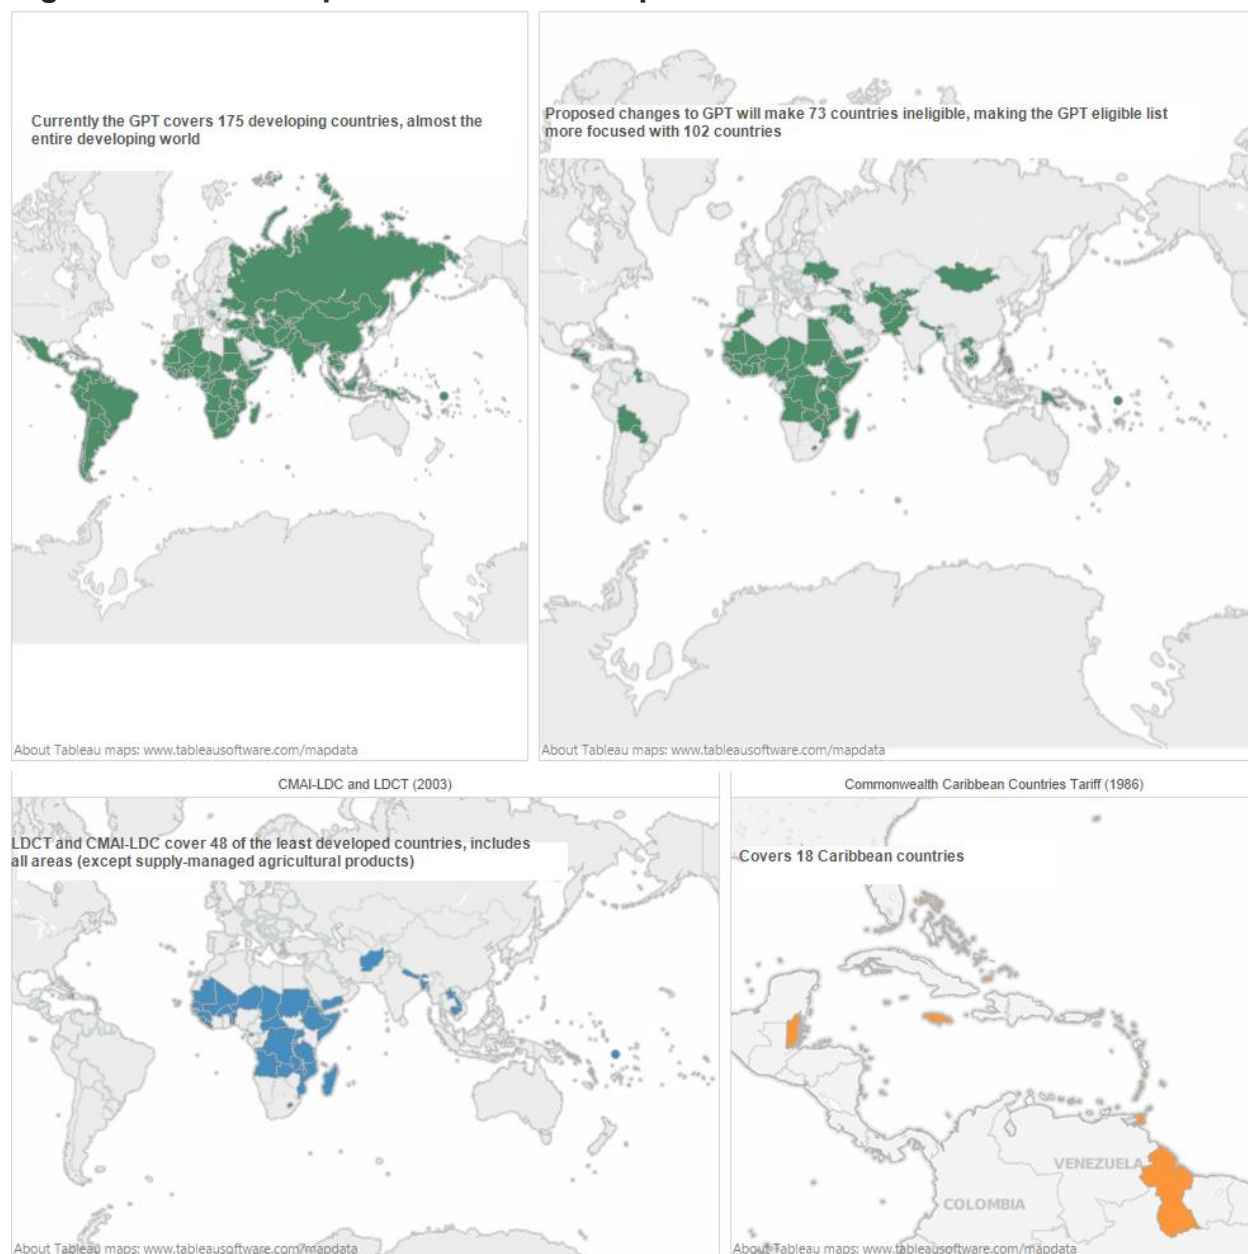 Currently the GPT covers 175 developing countries, almost the
entire developing world
Proposed changes to GPT will make 73 countries ineligible, making the GPT eligible list
more focused with 102 countries
About Tableau maps: www.tableausoftware.com/mapdata
About Tableau maps: www.tableausoftware.com/mapdata
CMAI-LDC and LDCT (2003)
LDCT and CMAI-LDC cover 48 of the least developed countries, includes
all areas (except supply-managed agricultural products)
About Tableau maps: www.tableausoftware.com/mapdata
Commonwealth Caribbean Countries Tariff (1986)
Covers 18 Caribbean countries
VENEZUELA
COLOMBIA
About Tableau maps: www.tableausoftware.com/mapdata